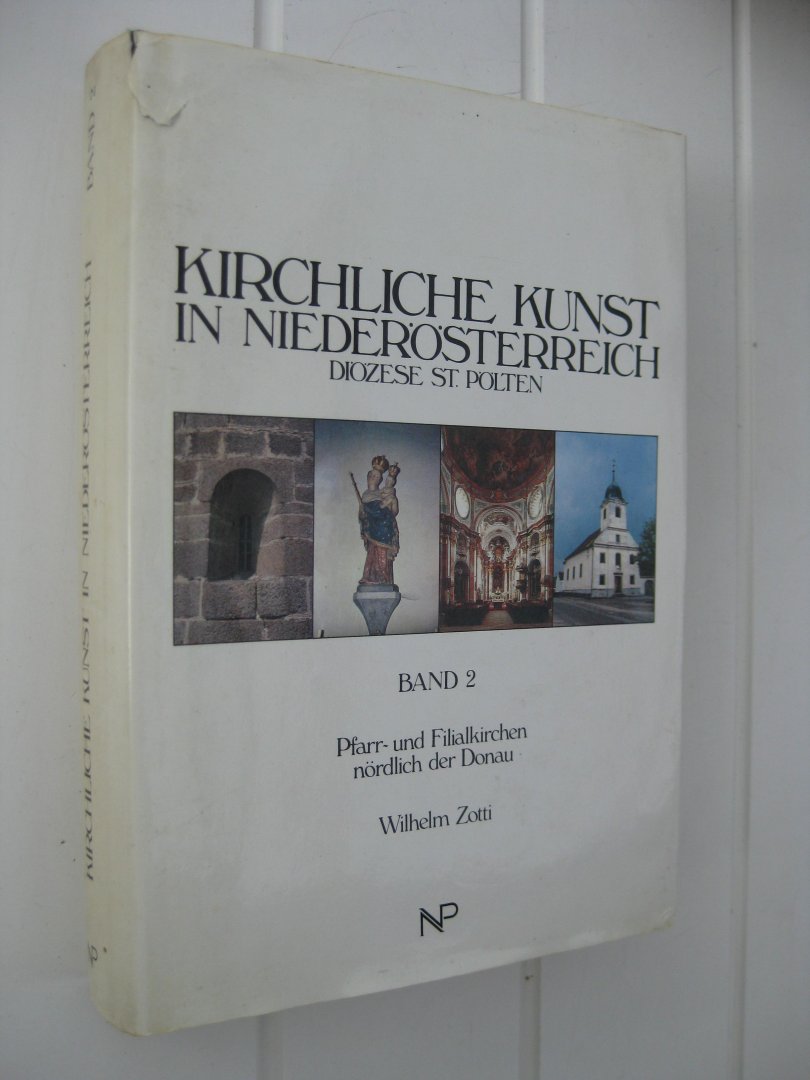 KIRCHLICHE KUNST
IN NIEDERÖSTERREICH
DIÖZESE ST. PÖLTEN
BAND 2
Pfarr- und Filialkirchen
nördlich der Donau
Wilhelm Zotti
NP
KIRCHLICHE KUNST IN NIEDERÖSTERREICH BAND 2
NP